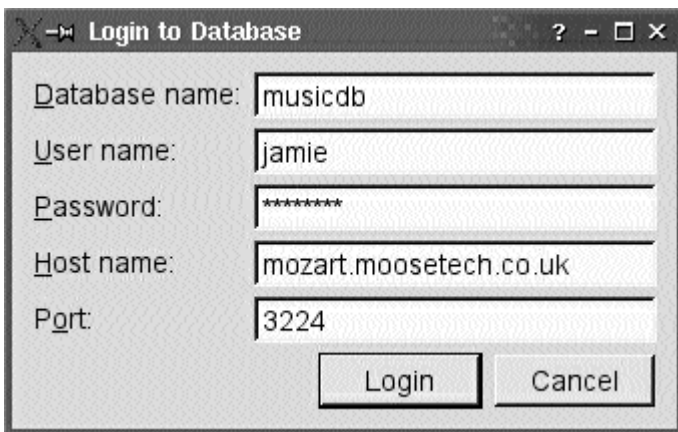 Login to Database ?
Database name: musicdb
User name: jamie
Password: ********
Host name: mozart.moosetech.co.uk
Port: 3224
Login Cancel